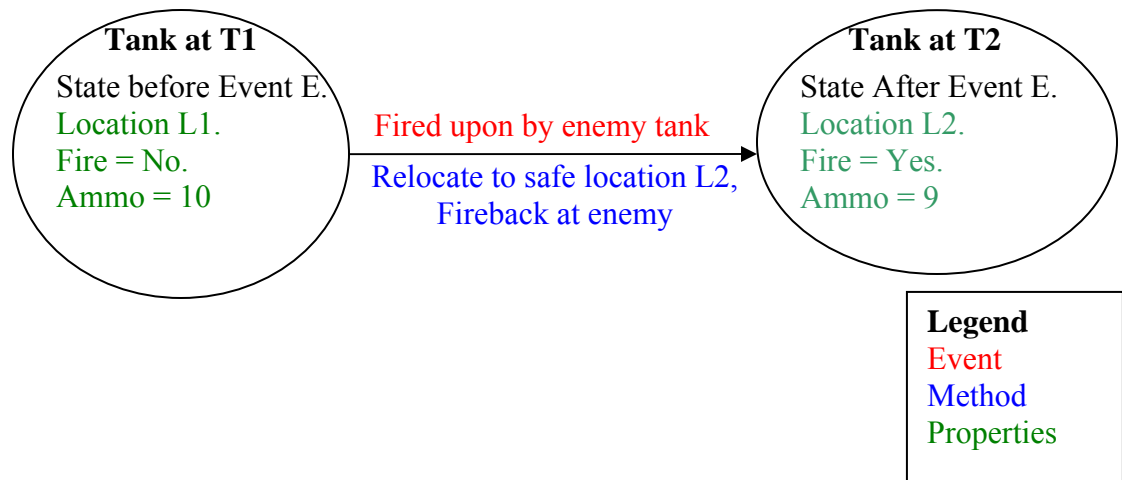 Tank at T1
State before Event E.
Location L1.
Fire = No.
Ammo = 10
Fired upon by enemy tank
Relocate to safe location L2,
Fireback at enemy
Tank at T2
State After Event E.
Location L2.
Fire = Yes.
Ammo = 9
Legend
Event
Method
Properties